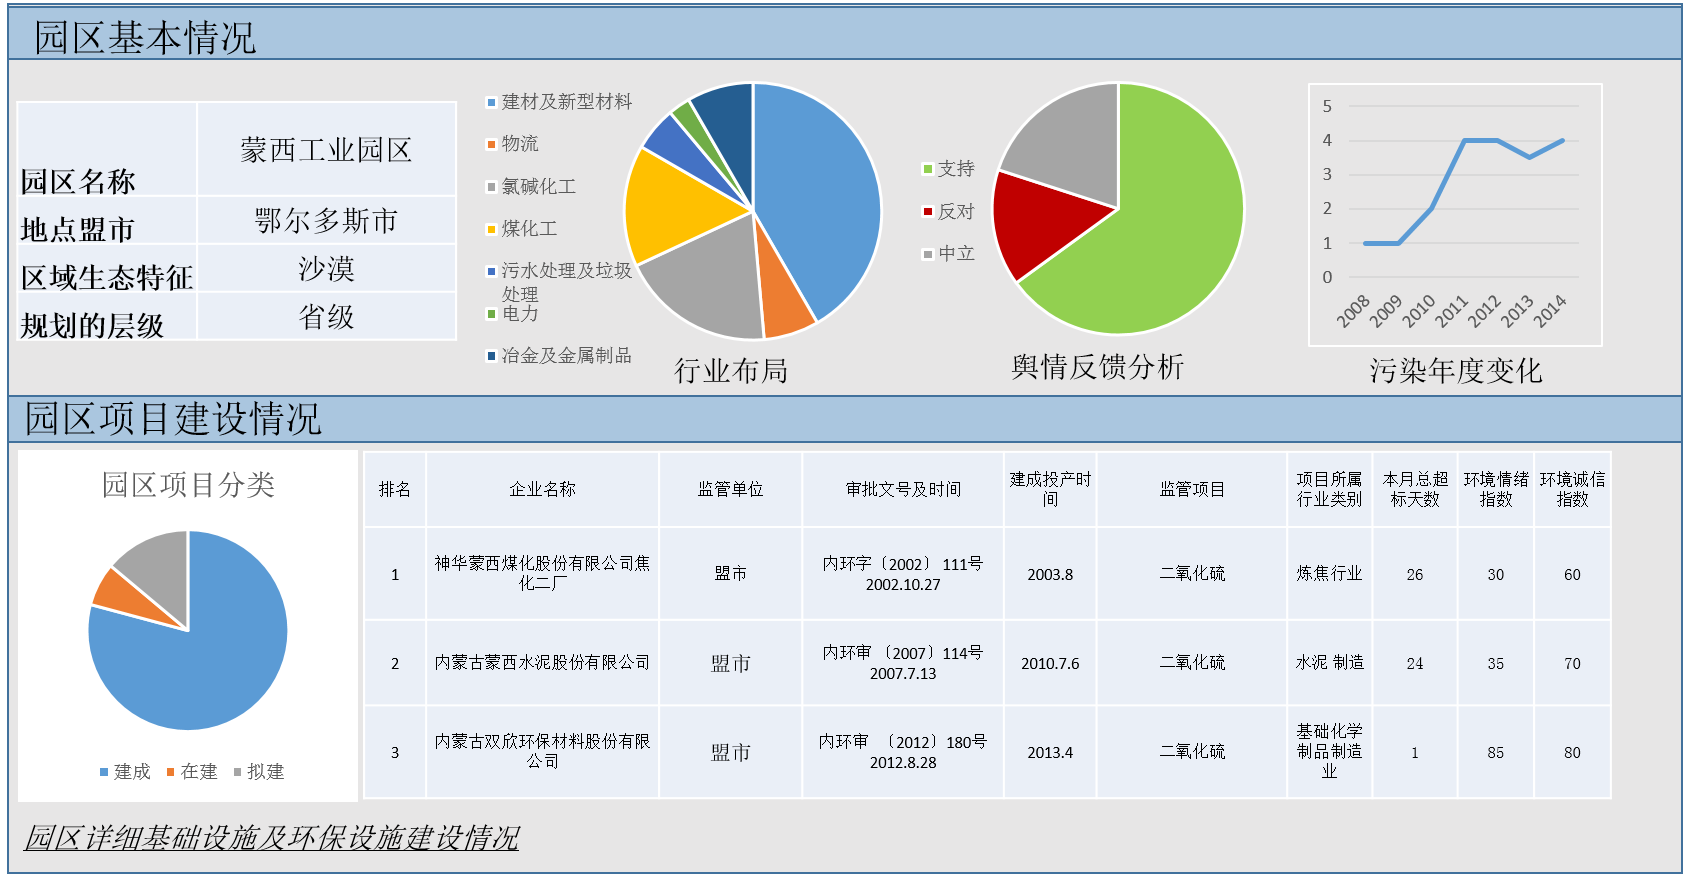 园区基本情况
园区名称
蒙西工业园区
地点盟市
鄂尔多斯市
区域生态特征
沙漠
规划的层级
省级
建材及新型材料
物流
氯碱化工
煤化工
污水处理及垃圾
处理
电力
冶金及金属制品
行业布局
支持
反对
中立
舆情反馈分析
5
4
3
2
1
0
2008
2009
2010
2011
2012
2013
2014
污染年度变化
园区项目建设情况
园区项目分类
建成 在建 拟建
排名
企业名称
监管单位
审批文号及时间
建成投产时
间
监管项目
项目所属
行业类别
本月总超
标天数
环境情绪
指数
环境诚信
指数
1
神华蒙西煤化股份有限公司焦
化二厂
盟市
内环字〔2002〕 111号
2002.10.27
2003.8
二氧化硫
炼焦行业
26
30
60
2
内蒙古蒙西水泥股份有限公司
盟市
内环审 〔2007〕114号
2007.7.13
2010.7.6
二氧化硫
水泥 制造
24
35
70
3
内蒙古双欣环保材料股份有限
公司
盟市
内环审 〔2012〕180号
2012.8.28
2013.4
二氧化硫
基础化学
制品制造
业
1
85
80
园区详细基础设施及环保设施建设情况